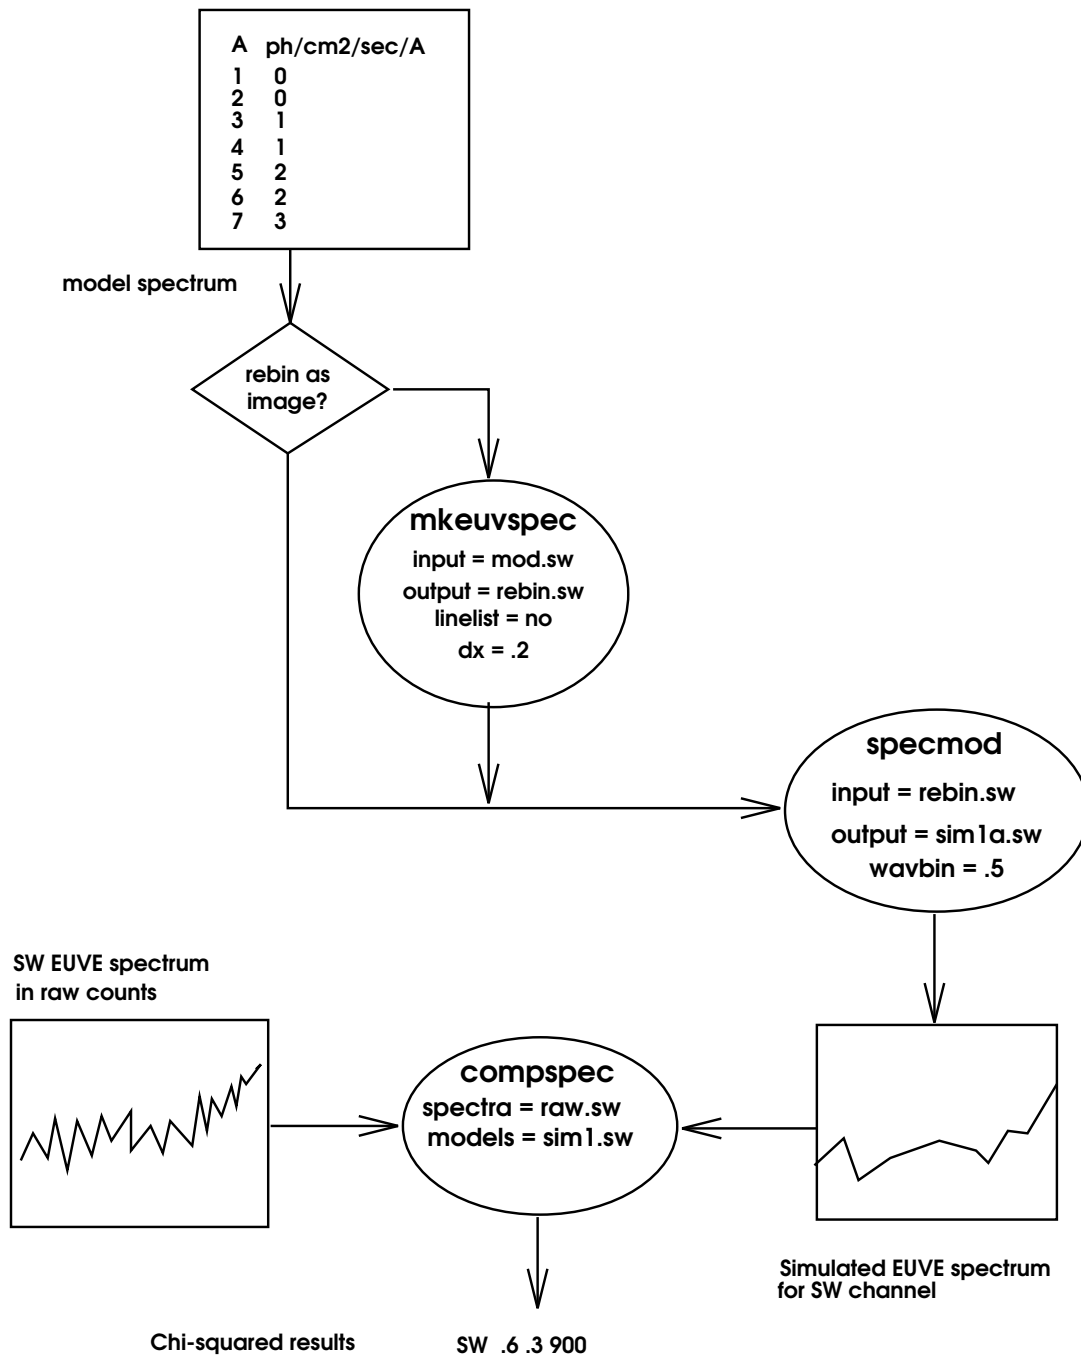 A ph/cm2/sec/A
1 0
2 0
3 1
4 1
5 2
6 2
7 3
model spectrum
rebin as
image?
mkeuvspec
input = mod.sw
output = rebin.sw
linelist = no
dx = .2
specmod
input = rebin.sw
output = sim1a.sw
wavbin = .5
SW EUVE spectrum
in raw counts
compspec
spectra = raw.sw
models = sim1.sw
Simulated EUVE spectrum
for SW channel
Chi-squared results SW .6 .3 900